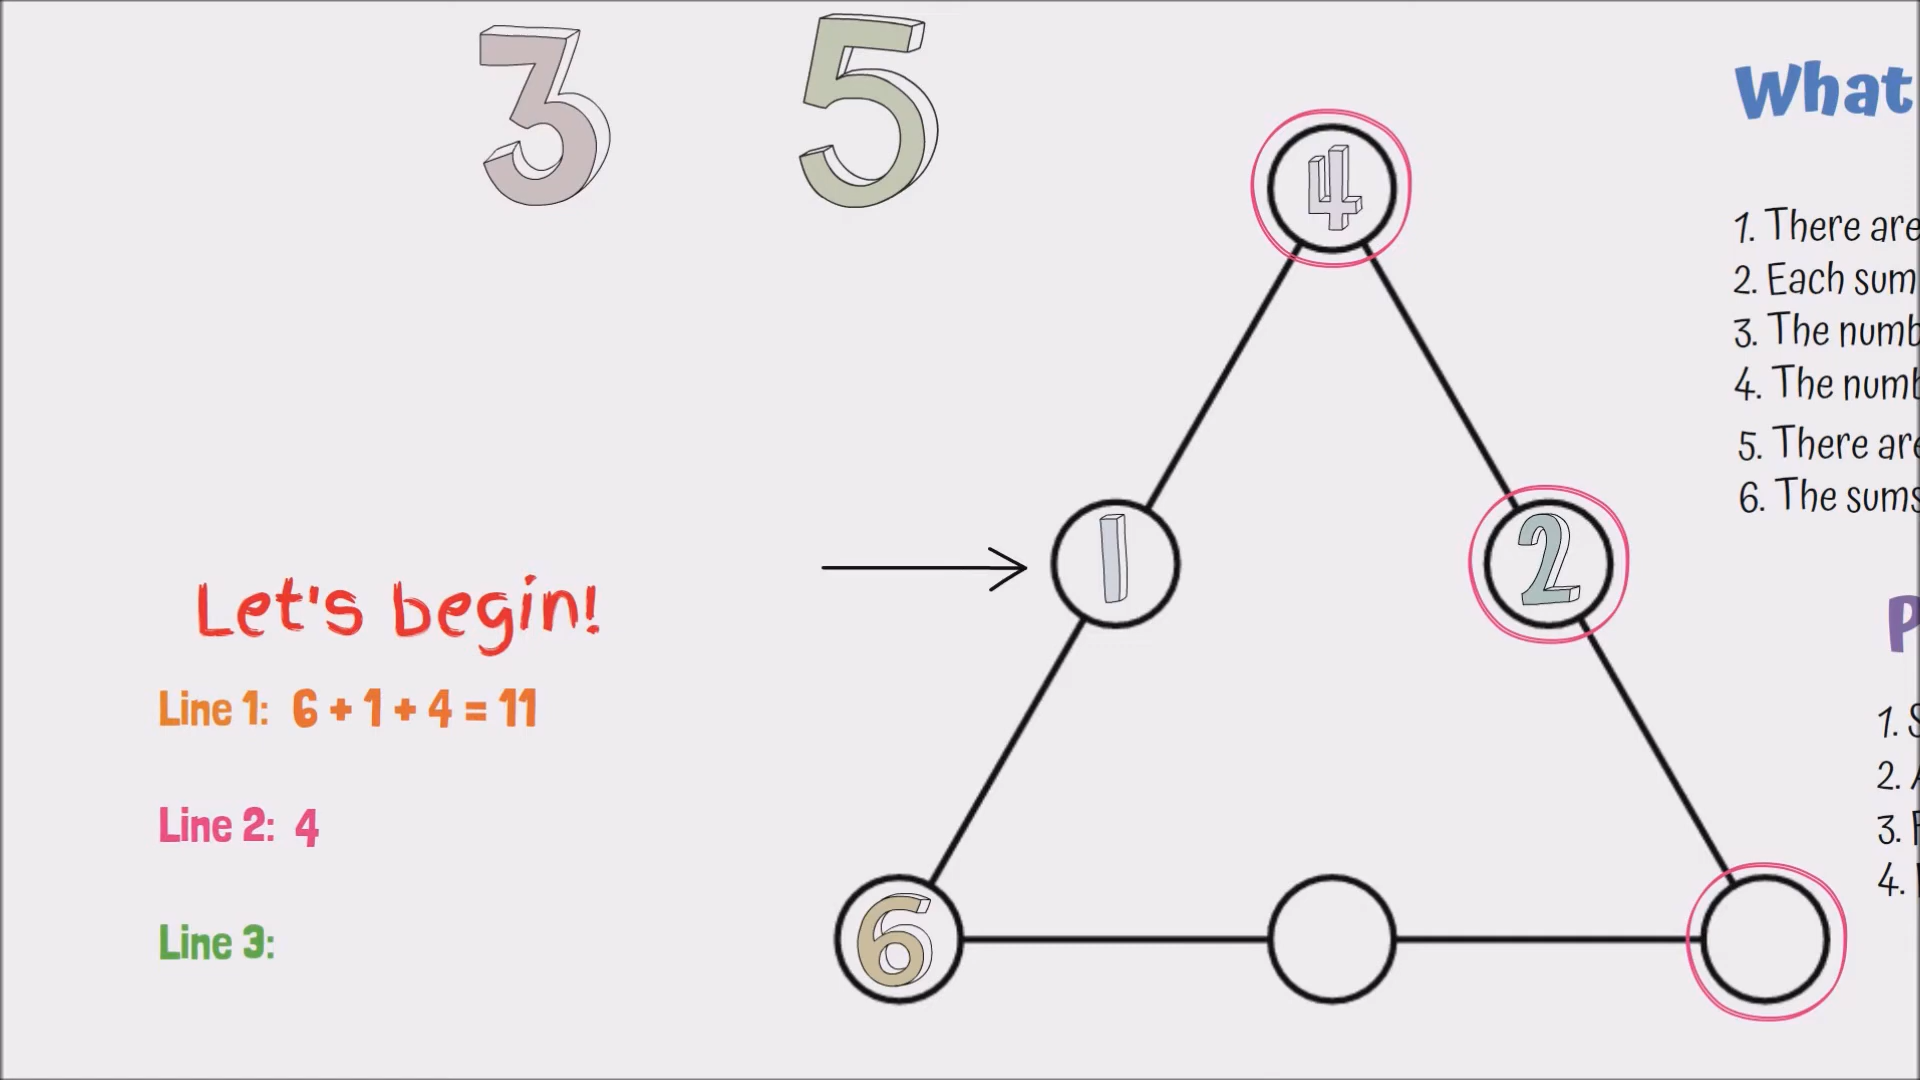 3 5
4
1 2
6
Let's begin!
Line 1: 6 + 1 + 4 = 11
Line 2: 4
Line 3:
What
1. There are
2. Each sum
3. The numb
4. The numb
5. There are
6. The sums
P
1. S
2. A
3.
4.